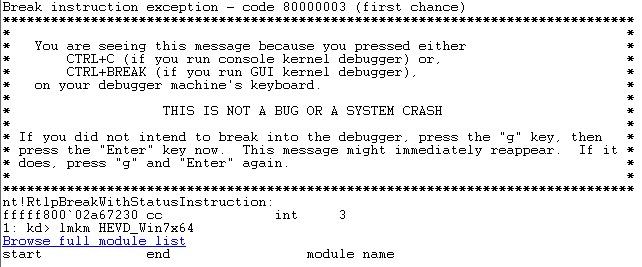 Break instruction exception - code 80000003 (first chance)
*******************************************************************************
*                                                                             *
*   You are seeing this message because you pressed either                    *
*       CTRL+C (if you run console kernel debugger) or,                       *
*       CTRL+BREAK (if you run GUI kernel debugger),                          *
*   on your debugger machine's keyboard.                                      *
*                                                                             *
*                   THIS IS NOT A BUG OR A SYSTEM CRASH                       *
*                                                                             *
* If you did not intend to break into the debugger, press the "g" key, then   *
* press the "Enter" key now.  This message might immediately reappear.  If it *
* does, press "g" and "Enter" again.                                          *
*                                                                             *
*******************************************************************************
nt!RtlpBreakWithStatusInstruction:
fffff800`02a67230 cc              int     3
1: kd> lmkm HEVD_Win7x64
Browse full module list
start             end                 module name